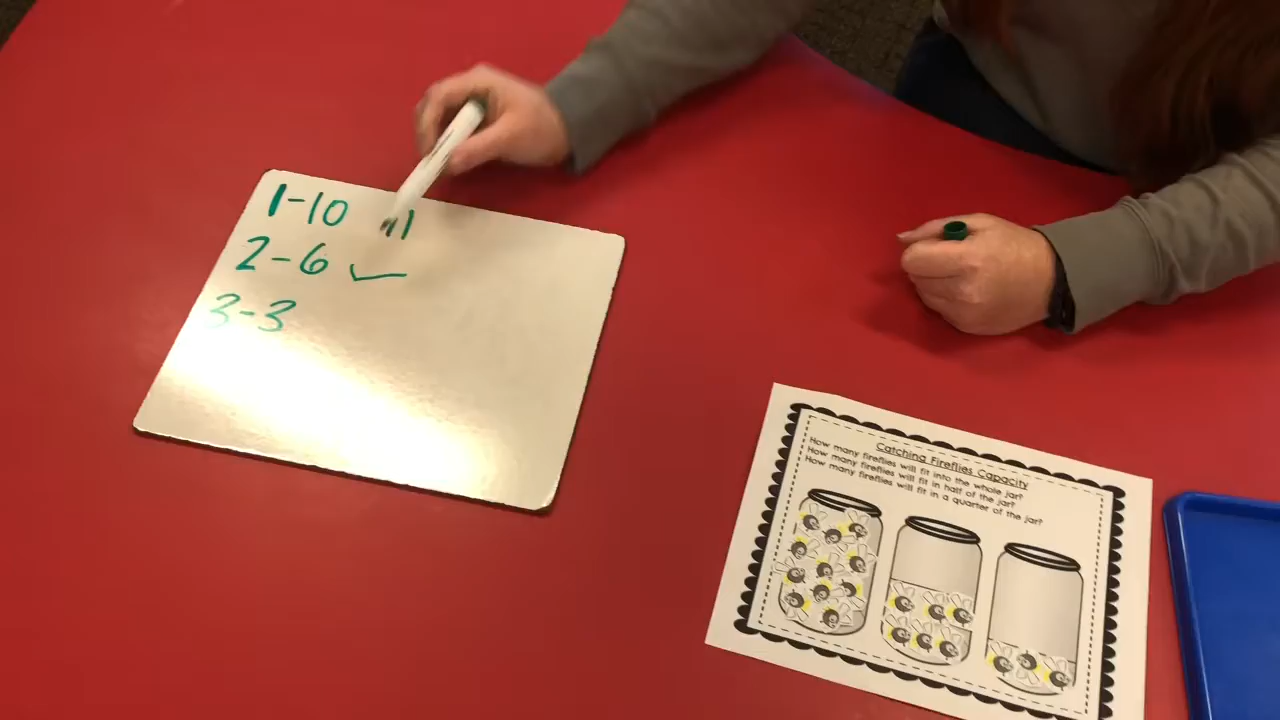 1-10 11
2-6 ✓
3-3
Catching Fireflies Capacity
How many fireflies will fit into the whole jar?
How many fireflies will fit in half of the jar?
How many fireflies will fit in a quarter of the jar?